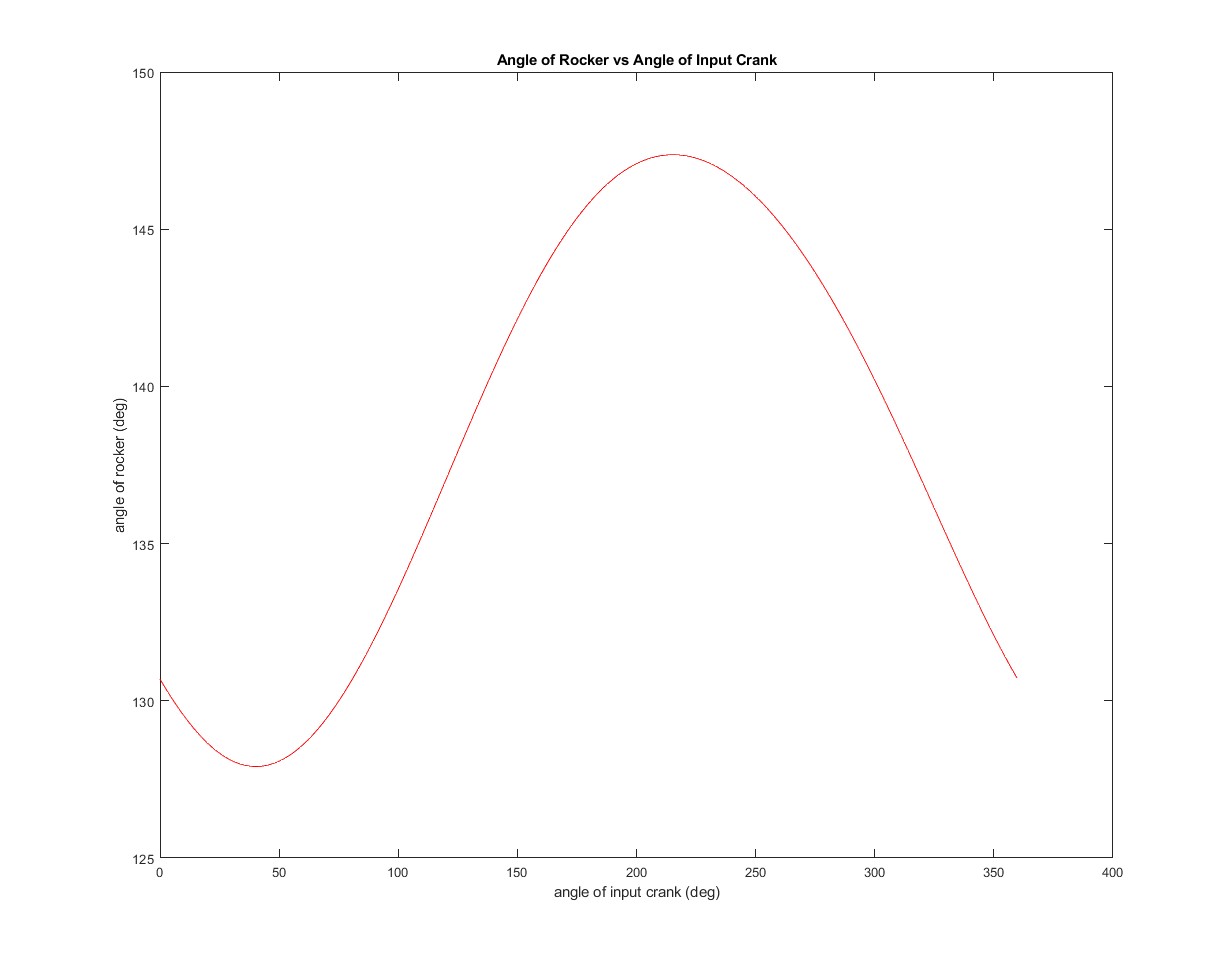 Angle of Rocker vs Angle of Input Crank
150
145
140
135
130
125
angle of rocker (deg)
0 50 100 150 200 250 300 350 400
angle of input crank (deg)